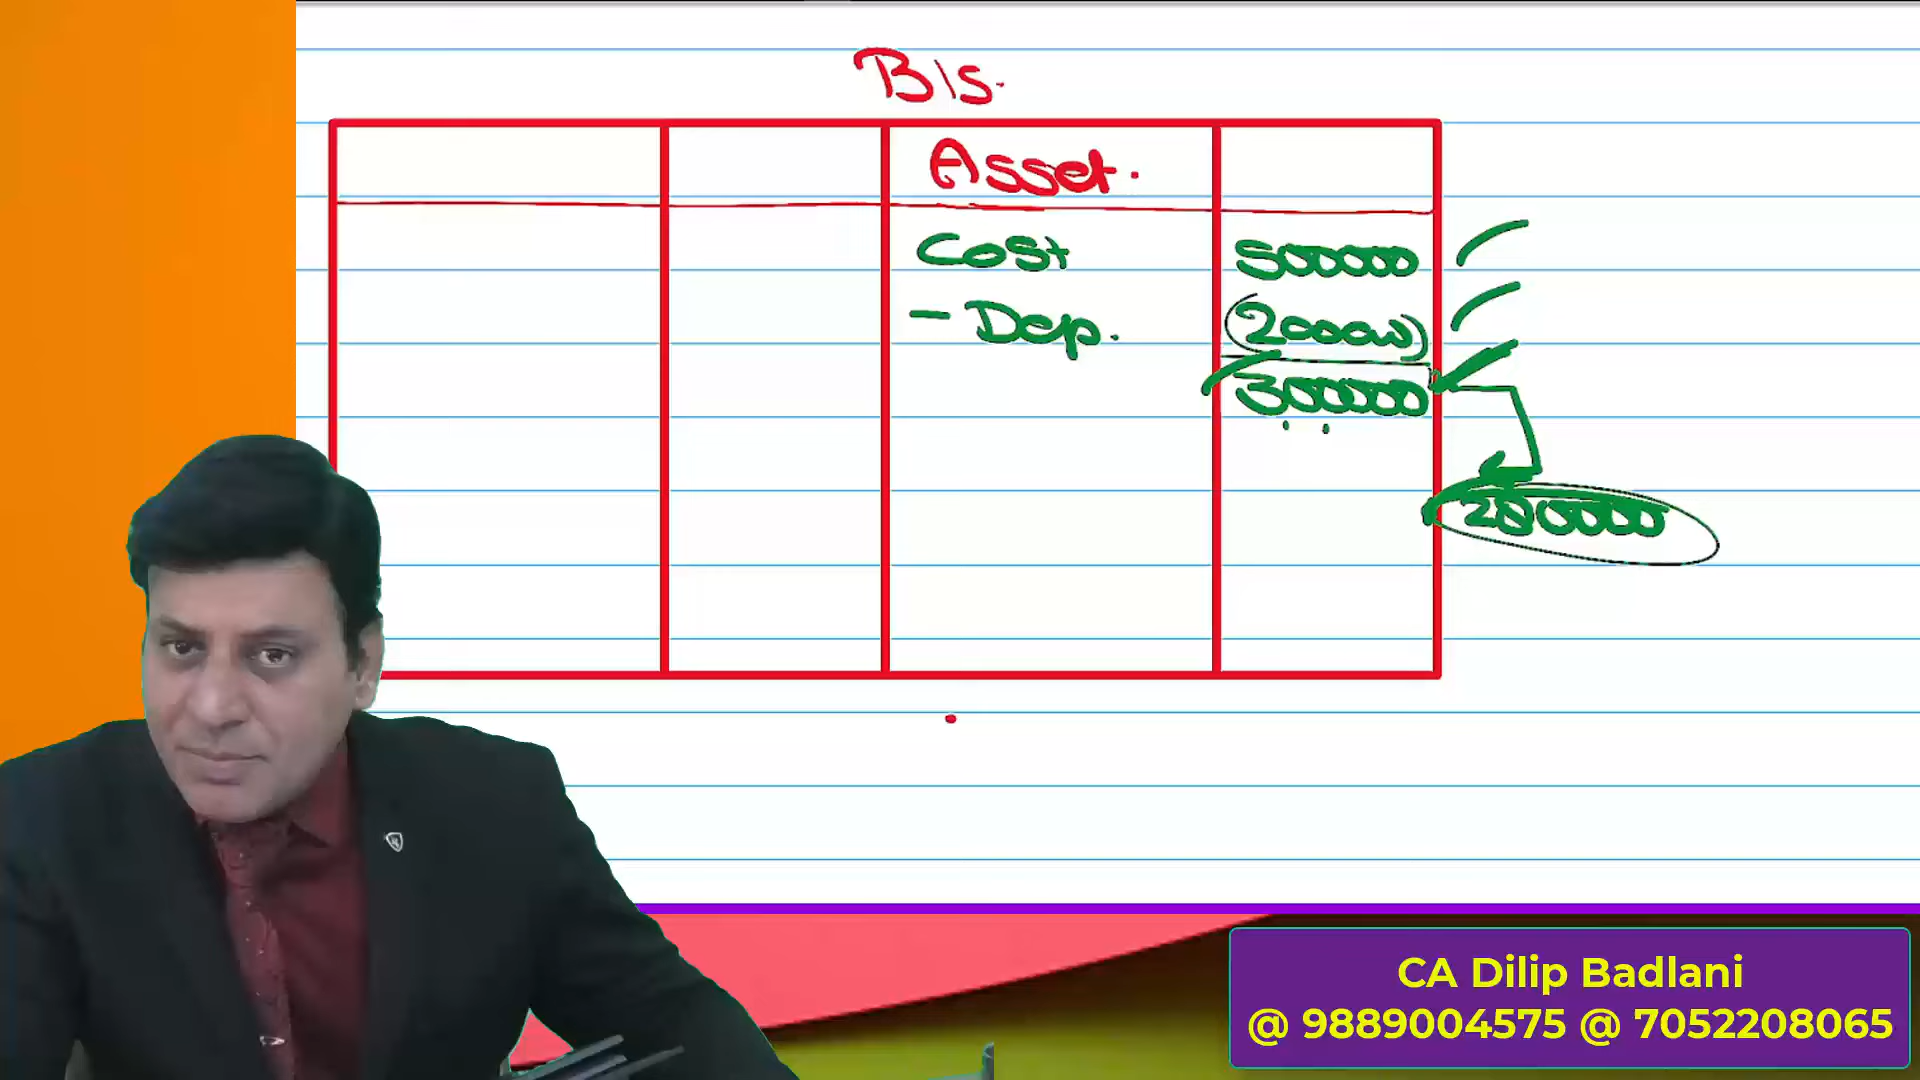 B/s.
Asset.
Cost 500000
- Dep. (200000)
300000
280000
CA Dilip Badlani
@ 9889004575 @ 7052208065